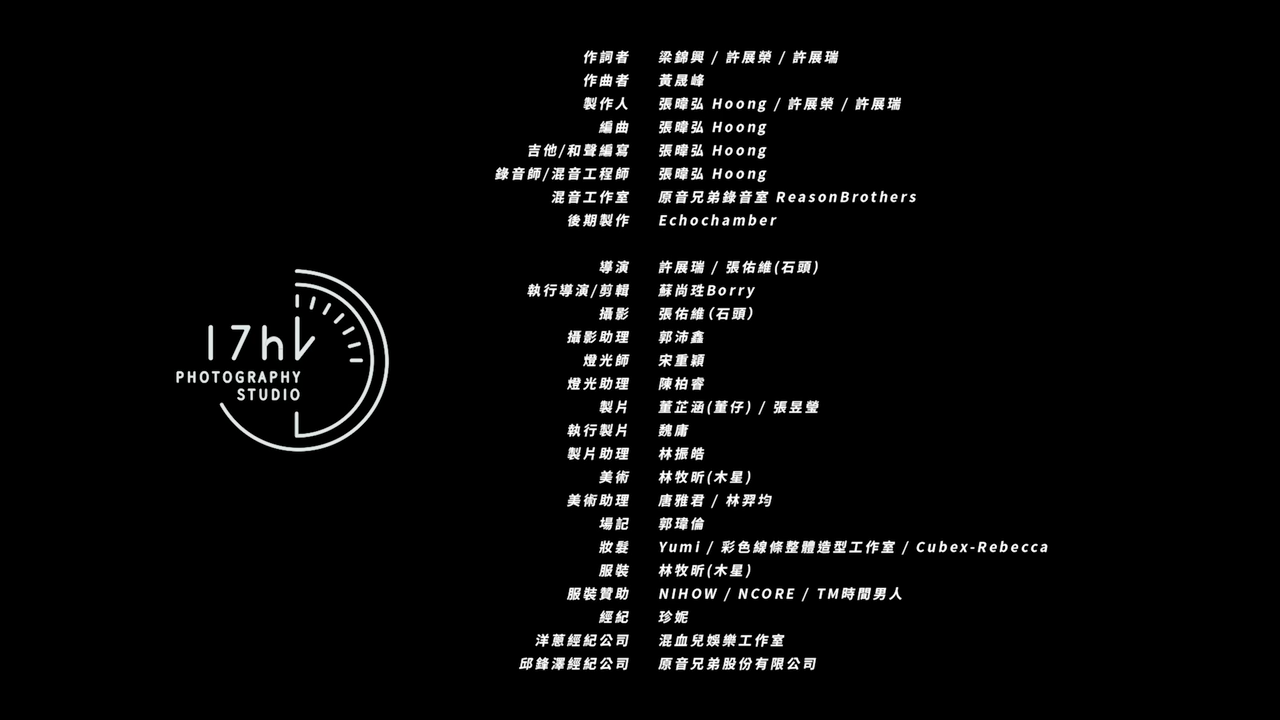 17hr
PHOTOGRAPHY
STUDIO
作詞者 梁錦興 / 許展榮 / 許展瑞
作曲者 黃晟峰
製作人 張暐弘 Hoong / 許展榮 / 許展瑞
編曲 張暐弘 Hoong
吉他/和聲編寫 張暐弘 Hoong
錄音師/混音工程師 張暐弘 Hoong
混音工作室 原音兄弟錄音室 ReasonBrothers
後期製作 Echochamber
導演 許展瑞 / 張佑維(石頭)
執行導演/剪輯 蘇尚珄Borry
攝影 張佑維(石頭)
攝影助理 郭沛鑫
燈光師 宋重穎
燈光助理 陳柏睿
製片 董芷涵(董仔) / 張昱瑩
執行製片 魏庸
製片助理 林振皓
美術 林牧昕(木星)
美術助理 唐雅君 / 林羿均
場記 郭瑋倫
妝髮 Yumi / 彩色線條整體造型工作室 / Cubex-Rebecca
服裝 林牧昕(木星)
服裝贊助 NIHOW / NCORE / TM時間男人
經紀 珍妮
洋蔥經紀公司 混血兒娛樂工作室
邱鋒澤經紀公司 原音兄弟股份有限公司